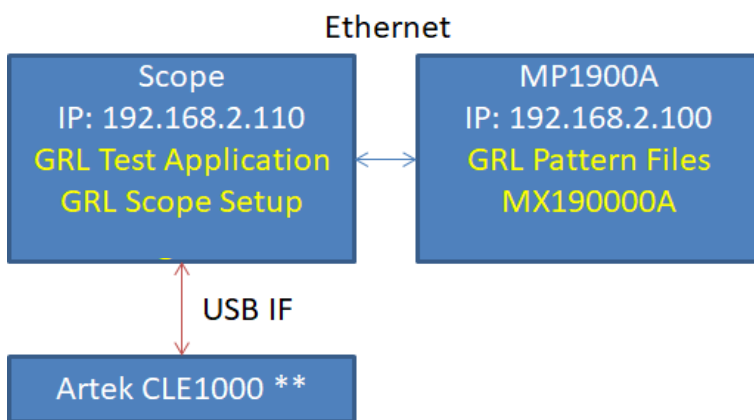 Ethernet
Scope
IP: 192.168.2.110
GRL Test Application
GRL Scope Setup
MP1900A
IP: 192.168.2.100
GRL Pattern Files
MX190000A
USB IF
Artek CLE1000 **